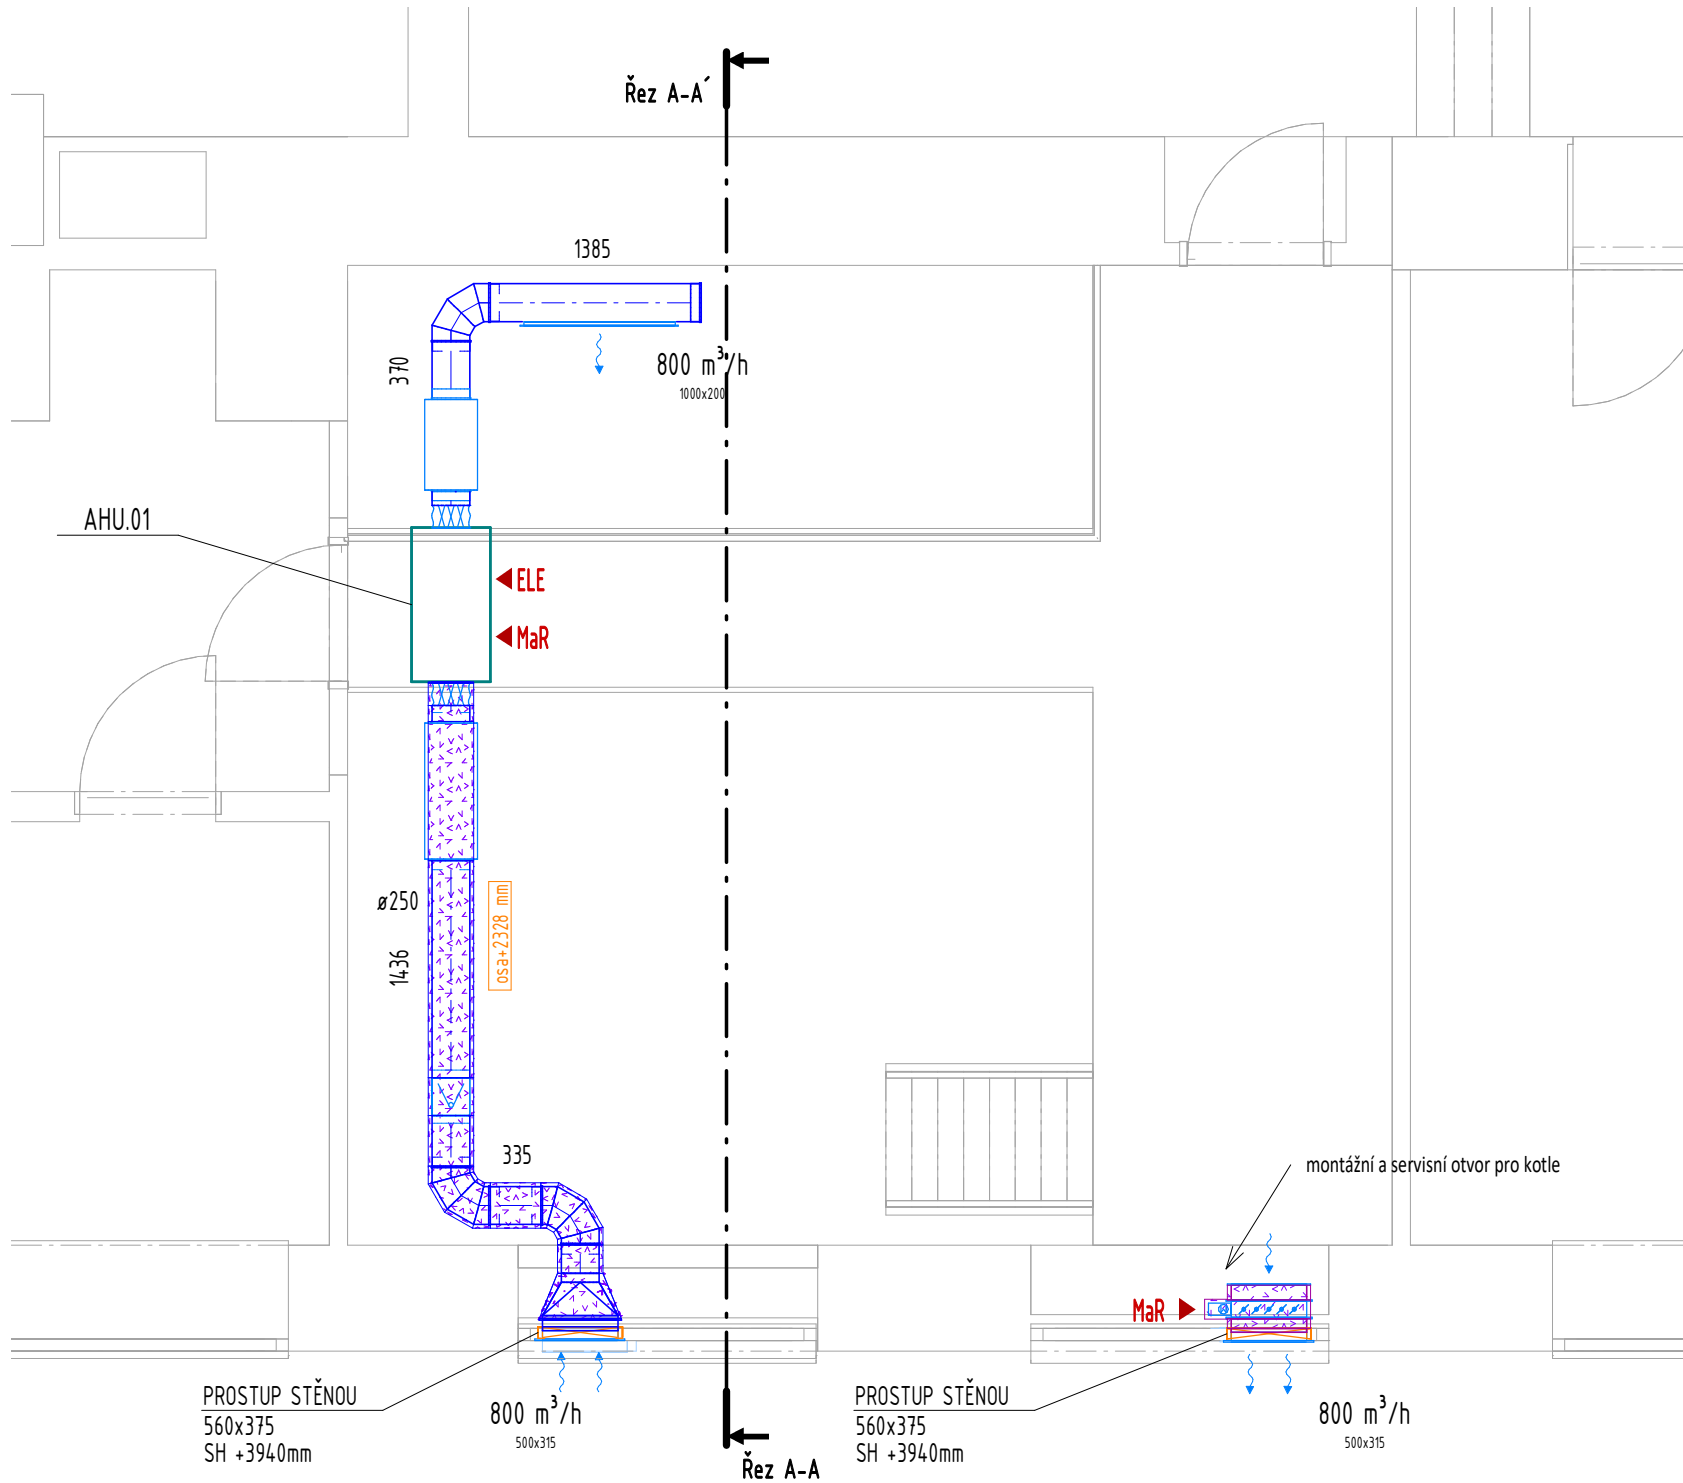 Řez A-A´
1385
370
800 m³/h
1000x200
AHU.01
ELE
MaR
ø250
1436
osa+2328 mm
335
montážní a servisní otvor pro kotle
MaR
PROSTUP STĚNOU
560x375
SH +3940mm
800 m³/h
500x315
PROSTUP STĚNOU
560x375
SH +3940mm
800 m³/h
500x315
Řez A-A